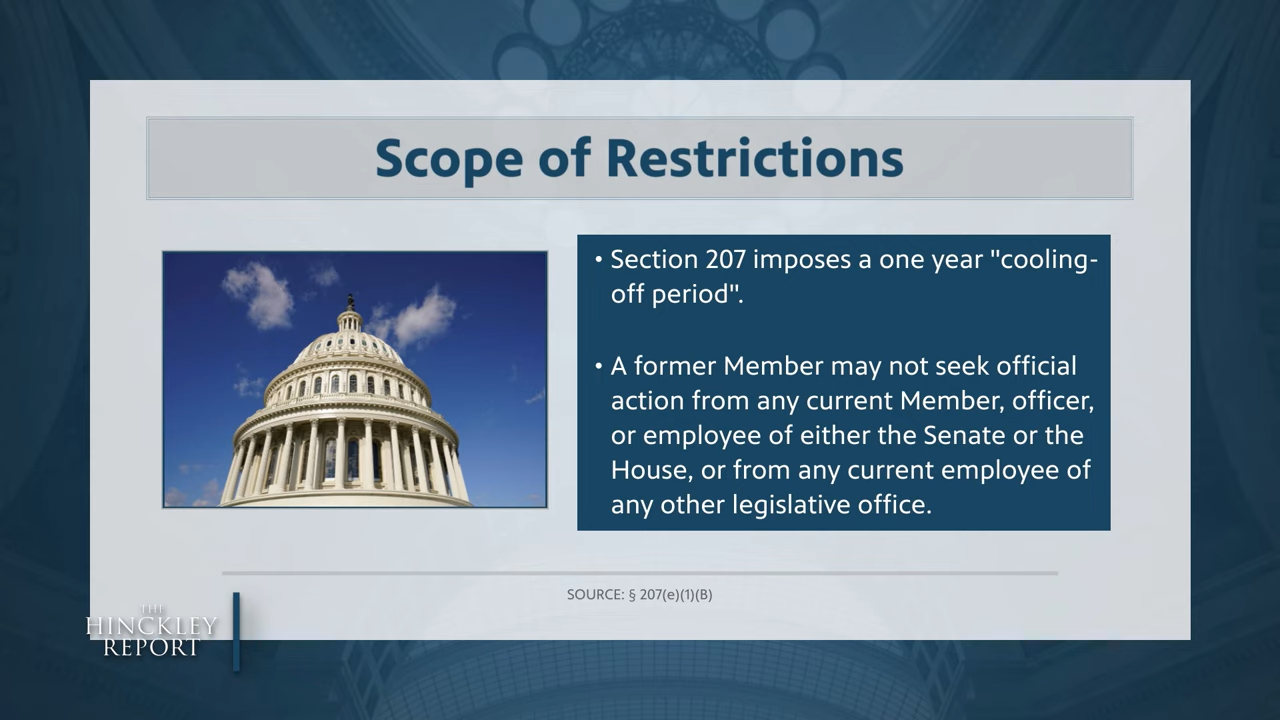 Scope of Restrictions
• Section 207 imposes a one year "cooling-
off period".
• A former Member may not seek official
action from any current Member, officer,
or employee of either the Senate or the
House, or from any current employee of
any other legislative office.
SOURCE: § 207(e)(1)(B)
THE
HINCKLEY
REPORT